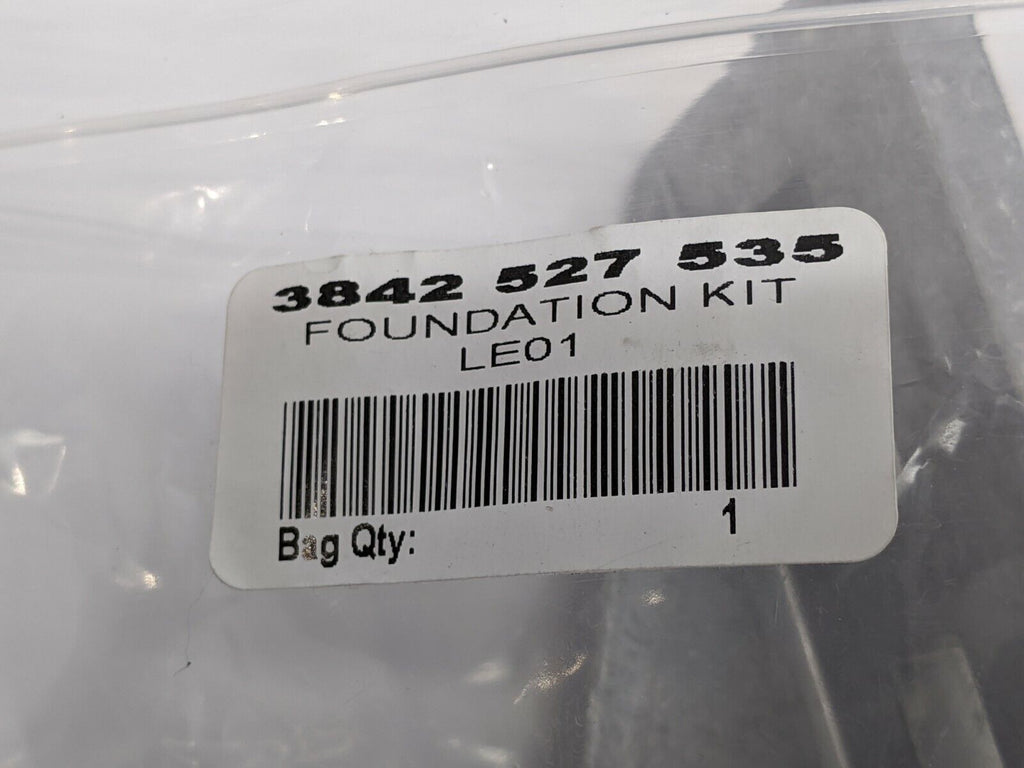 3842 527 535
FOUNDATION KIT
LE01
Bag Qty: 1